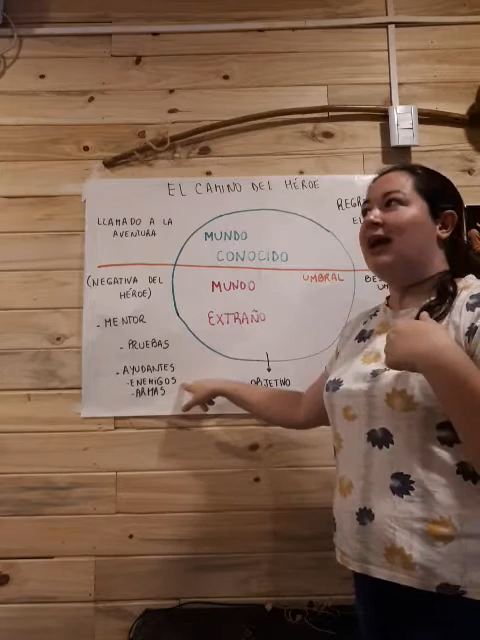 EL CAMINO DEL HÉROE
LLAMADO A LA
AVENTURA
MUNDO
CONOCIDO
UMBRAL
(NEGATIVA DEL
HÉROE)
MUNDO
EXTRAÑO
- MENTOR
- PRUEBAS
- AYUDANTES
- ENEMIGOS
- ARMAS
OBJETIVO